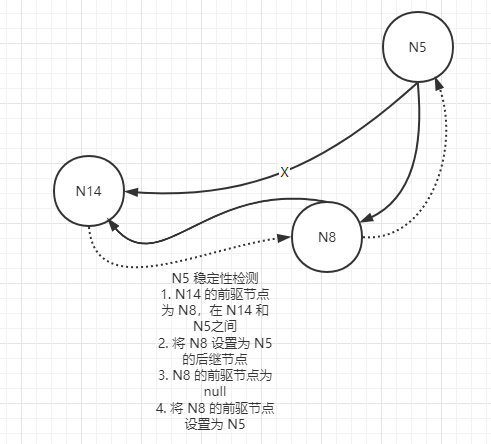 N5
X
N14
N8
N5 稳定性检测
1. N14 的前驱节点
为 N8，在 N14 和
N5之间
2. 将 N8 设置为 N5
的后继节点
3. N8 的前驱节点为
null
4. 将 N8 的前驱节点
设置为 N5